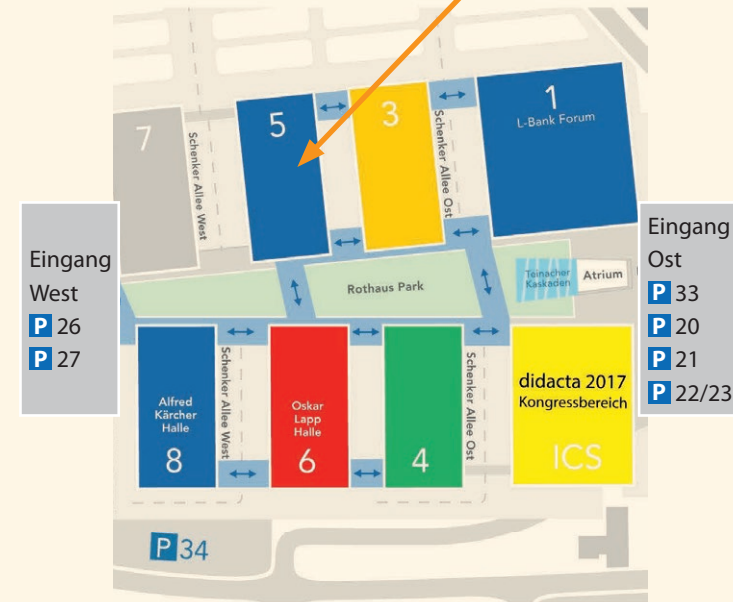 5
3
1
L-Bank Forum
7
Schenker Allee West
Schenker Allee Ost
Eingang
West
P 26
P 27
Rothaus Park
Teinacher
Kaskaden
Atrium
Eingang
Ost
P 33
P 20
P 21
P 22/23
Alfred
Kärcher
Halle
8
Schenker Allee West
Oskar
Lapp
Halle
6
4
Schenker Allee Ost
didacta 2017
Kongressbereich
ICS
P 34